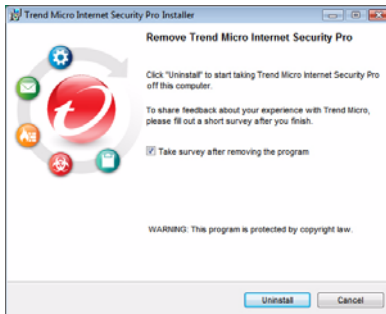 Trend Micro Internet Security Pro Installer
Remove Trend Micro Internet Security Pro
Click "Uninstall" to start taking Trend Micro Internet Security Pro
off this computer.
To share feedback about your experience with Trend Micro,
please fill out a short survey after you finish.
Take survey after removing the program
WARNING: This program is protected by copyright law.
Uninstall
Cancel